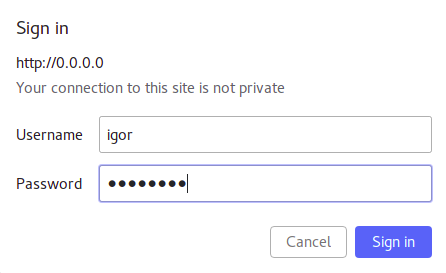 Sign in
http://0.0.0.0
Your connection to this site is not private
Username igor
Password ●●●●●●●●
Cancel Sign in